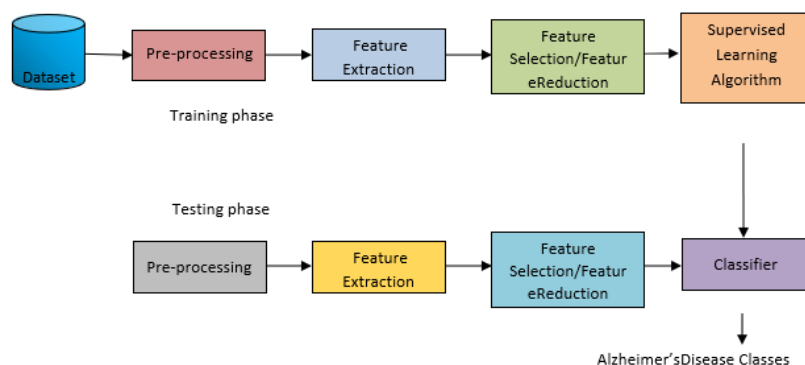 Dataset
Pre-processing
Feature
Extraction
Feature
Selection/Featur
eReduction
Supervised
Learning
Algorithm
Training phase
Testing phase
Pre-processing
Feature
Extraction
Feature
Selection/Featur
eReduction
Classifier
Alzheimer'sDisease Classes